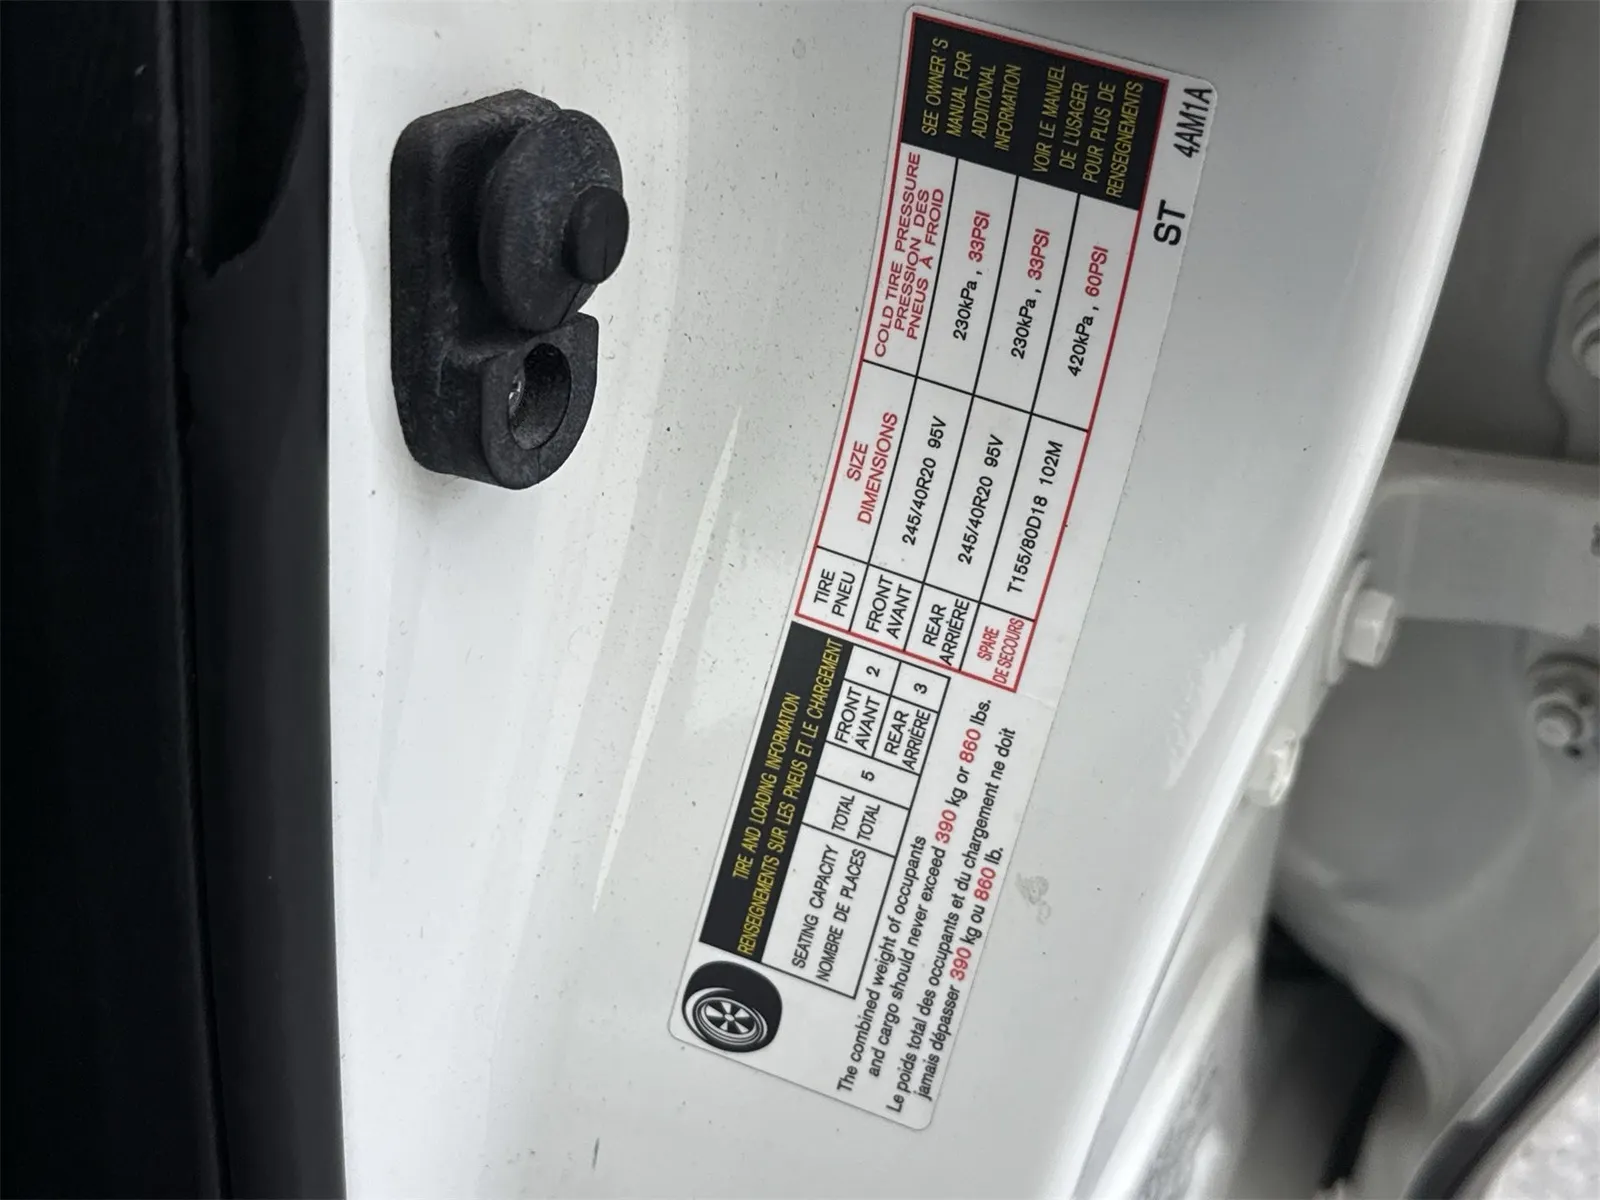 TIRE AND LOADING INFORMATION
RENSEIGNEMENTS SUR LES PNEUS ET LE CHARGEMENT
SEATING CAPACITY
NOMBRE DE PLACES
TOTAL
TOTAL
5
FRONT
AVANT
2
REAR
ARRIÈRE
3
The combined weight of occupants
and cargo should never exceed 390 kg or 860 lbs.
Le poids total des occupants et du chargement ne doit
jamais dépasser 390 kg ou 860 lb.
TIRE
PNEU
SIZE
DIMENSIONS
COLD TIRE PRESSURE
PRESSION DES
PNEUS À FROID
FRONT
AVANT
245/40R20 95V
230kPa, 33PSI
REAR
ARRIÈRE
245/40R20 95V
230kPa, 33PSI
SPARE
DE SECOURS
T155/80D18 102M
420kPa, 60PSI
SEE OWNER'S
MANUAL FOR
ADDITIONAL
INFORMATION
VOIR LE MANUEL
DE L'USAGER
POUR PLUS DE
RENSEIGNEMENTS
ST 4AM1A